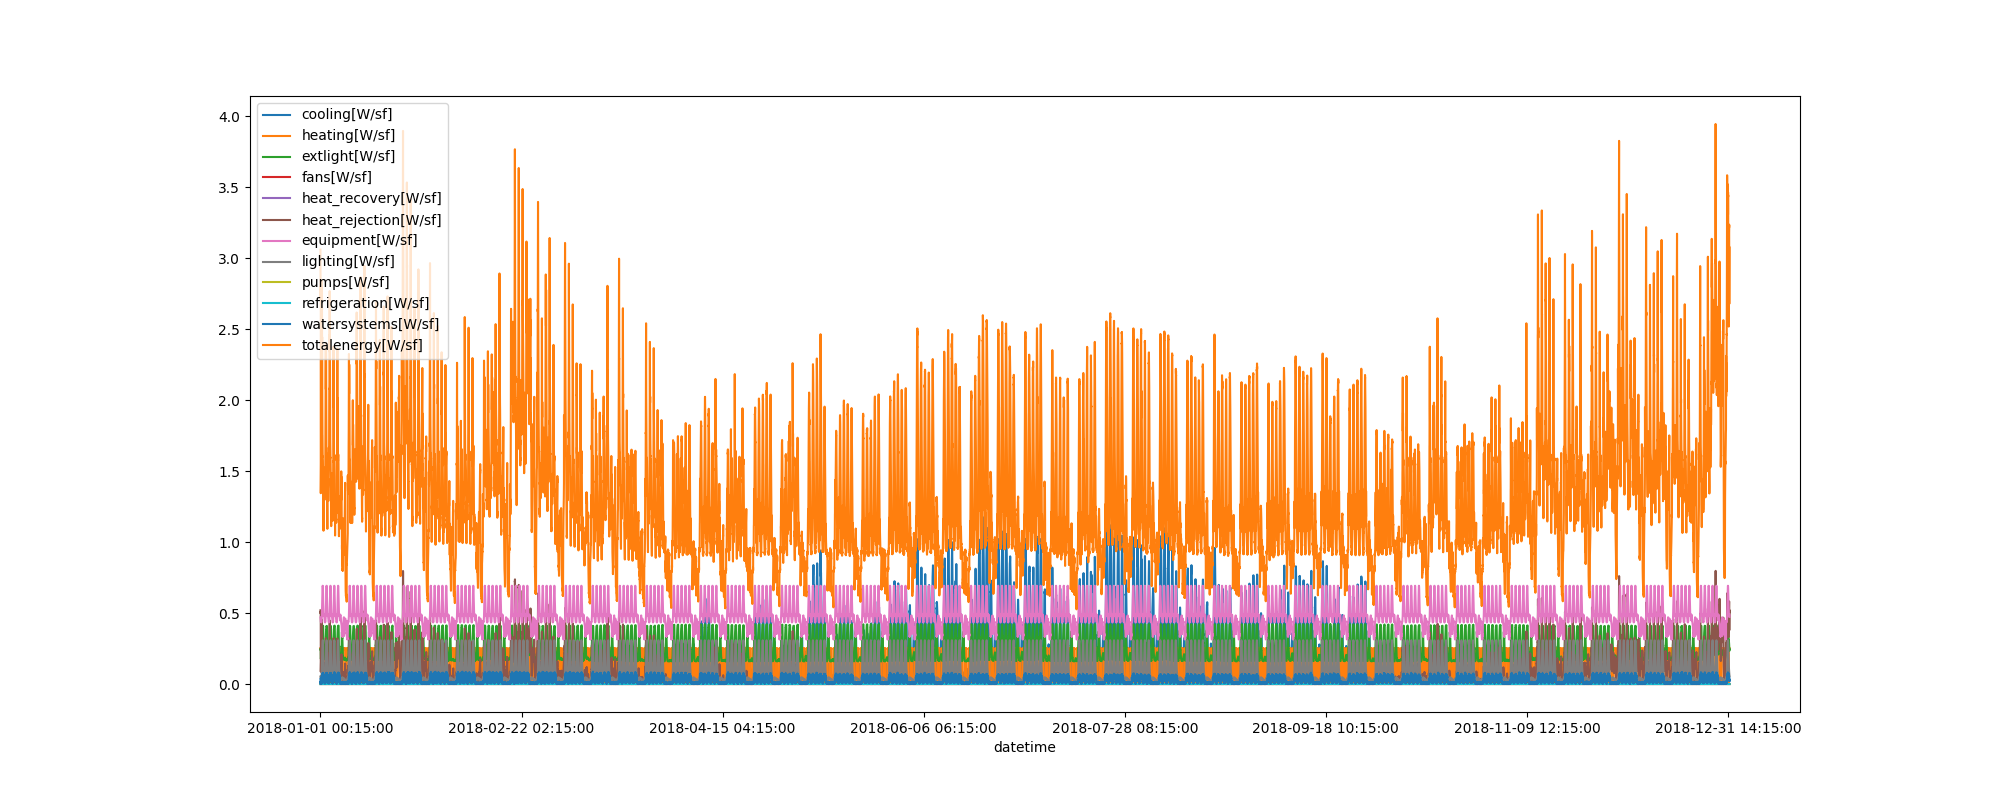 4.0
3.5
3.0
2.5
2.0
1.5
1.0
0.5
0.0
cooling[W/sf]
heating[W/sf]
extlight[W/sf]
fans[W/sf]
heat_recovery[W/sf]
heat_rejection[W/sf]
equipment[W/sf]
lighting[W/sf]
pumps[W/sf]
refrigeration[W/sf]
watersystems[W/sf]
totalenergy[W/sf]
2018-01-01 00:15:00 2018-02-22 02:15:00 2018-04-15 04:15:00 2018-06-06 06:15:00 2018-07-28 08:15:00 2018-09-18 10:15:00 2018-11-09 12:15:00 2018-12-31 14:15:00
datetime